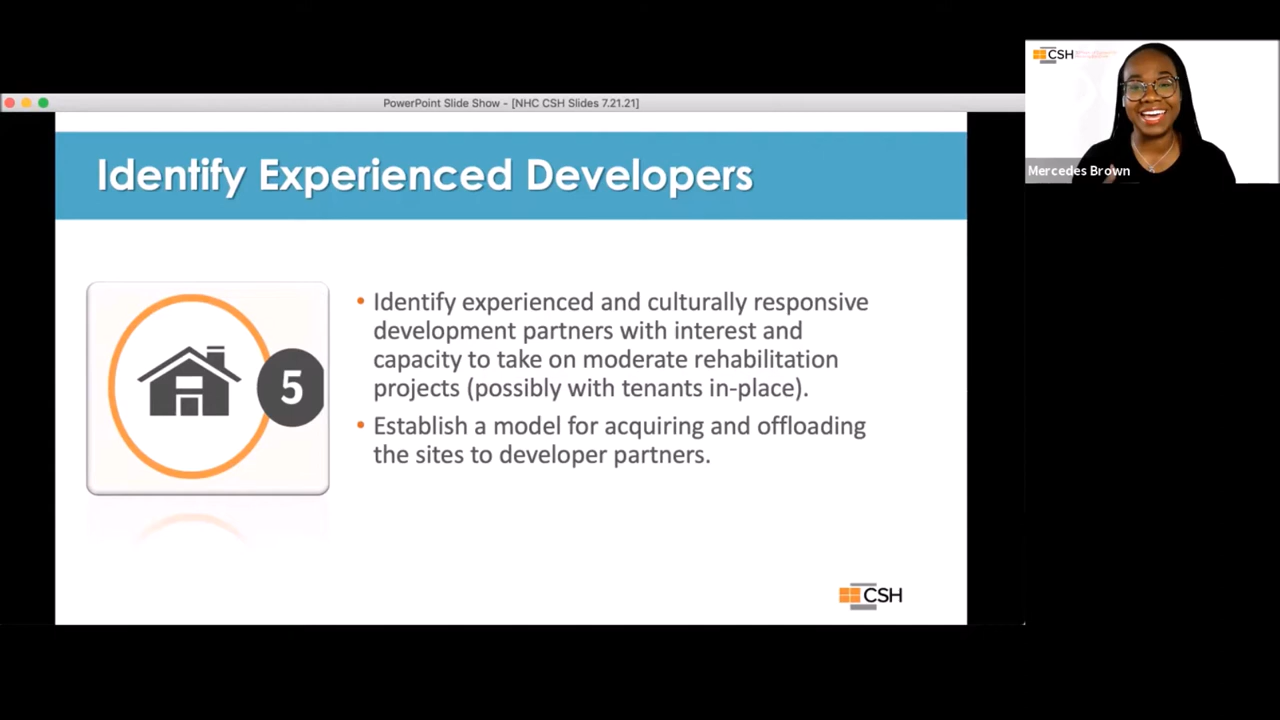 PowerPoint Slide Show - [NHC CSH Slides 7.21.21]
Identify Experienced Developers
5
• Identify experienced and culturally responsive
development partners with interest and
capacity to take on moderate rehabilitation
projects (possibly with tenants in-place).
• Establish a model for acquiring and offloading
the sites to developer partners.
CSH
CSH
Mercedes Brown